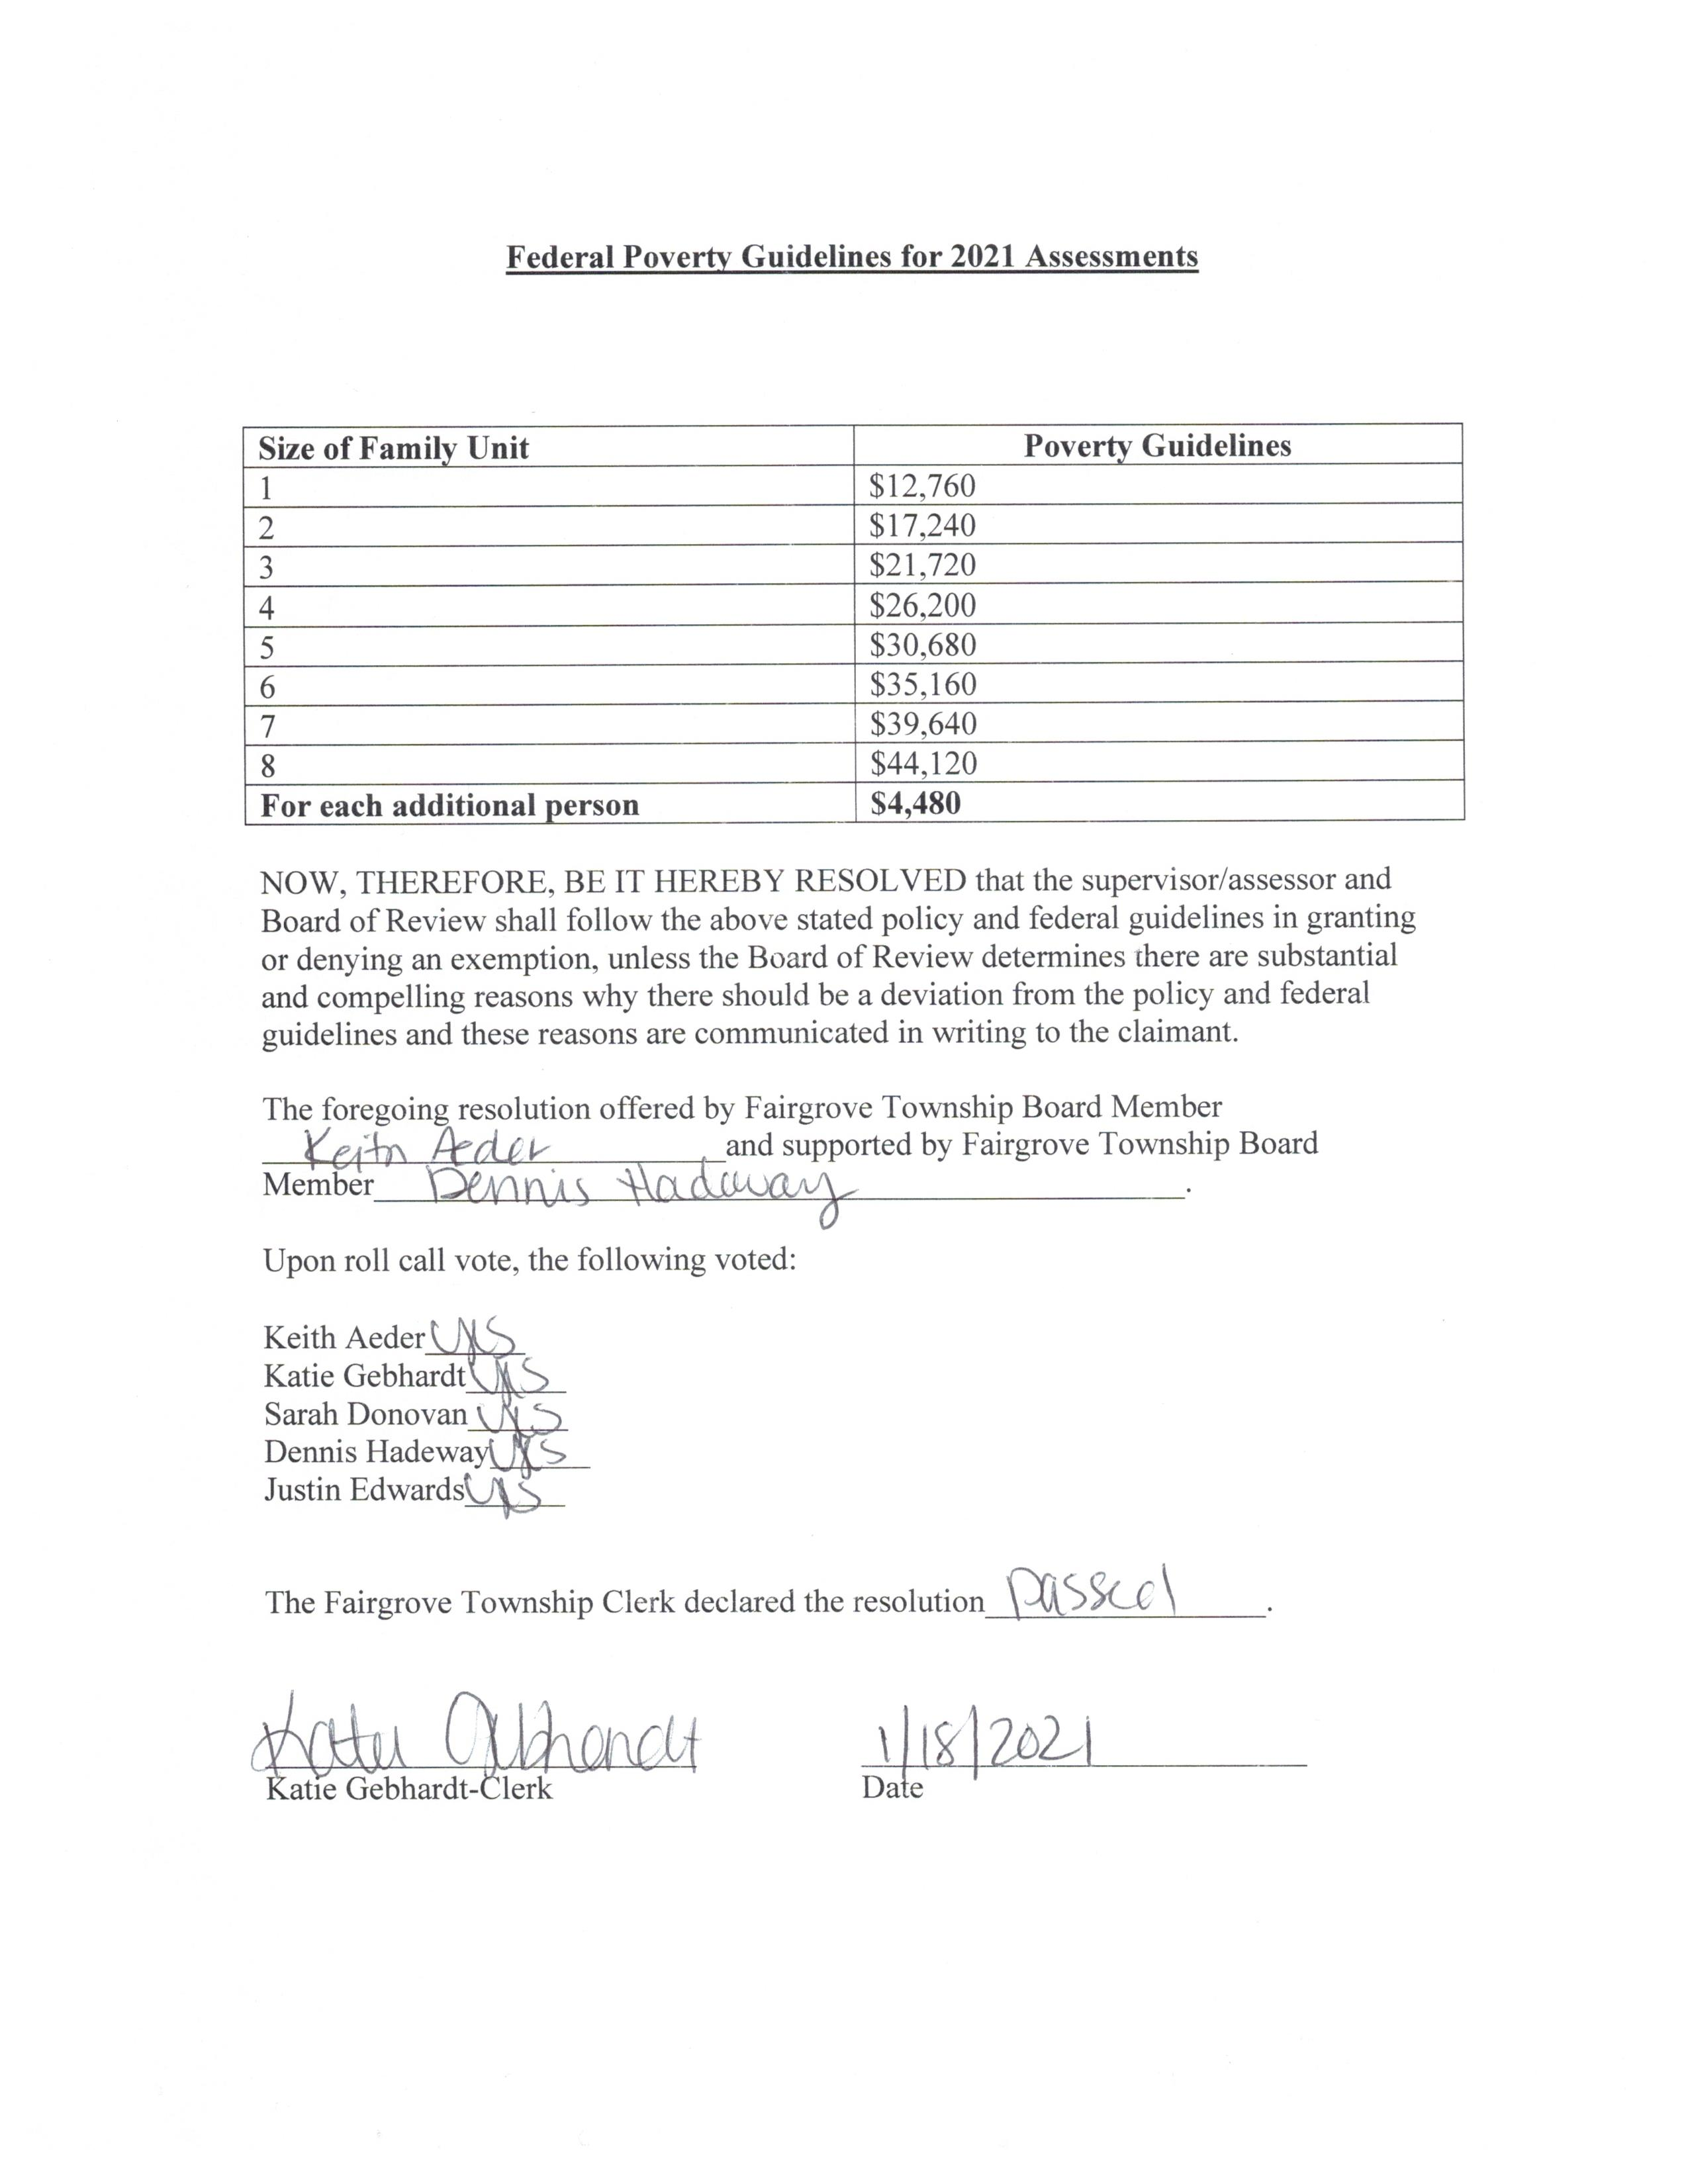 Federal Poverty Guidelines for 2021 Assessments
Size of Family Unit Poverty Guidelines
1 $12,760
2 $17,240
3 $21,720
4 $26,200
5 $30,680
6 $35,160
7 $39,640
8 $44,120
For each additional person $4,480
NOW, THEREFORE, BE IT HEREBY RESOLVED that the supervisor/assessor and
Board of Review shall follow the above stated policy and federal guidelines in granting
or denying an exemption, unless the Board of Review determines there are substantial
and compelling reasons why there should be a deviation from the policy and federal
guidelines and these reasons are communicated in writing to the claimant.
The foregoing resolution offered by Fairgrove Township Board Member
Keith Aeder and supported by Fairgrove Township Board
Member Dennis Hadaway.
Upon roll call vote, the following voted:
Keith Aeder yes
Katie Gebhardt yes
Sarah Donovan yes
Dennis Hadeway yes
Justin Edwards yes
The Fairgrove Township Clerk declared the resolution passed.
Katie Gebhardt 1/18/2021
Katie Gebhardt-Clerk Date